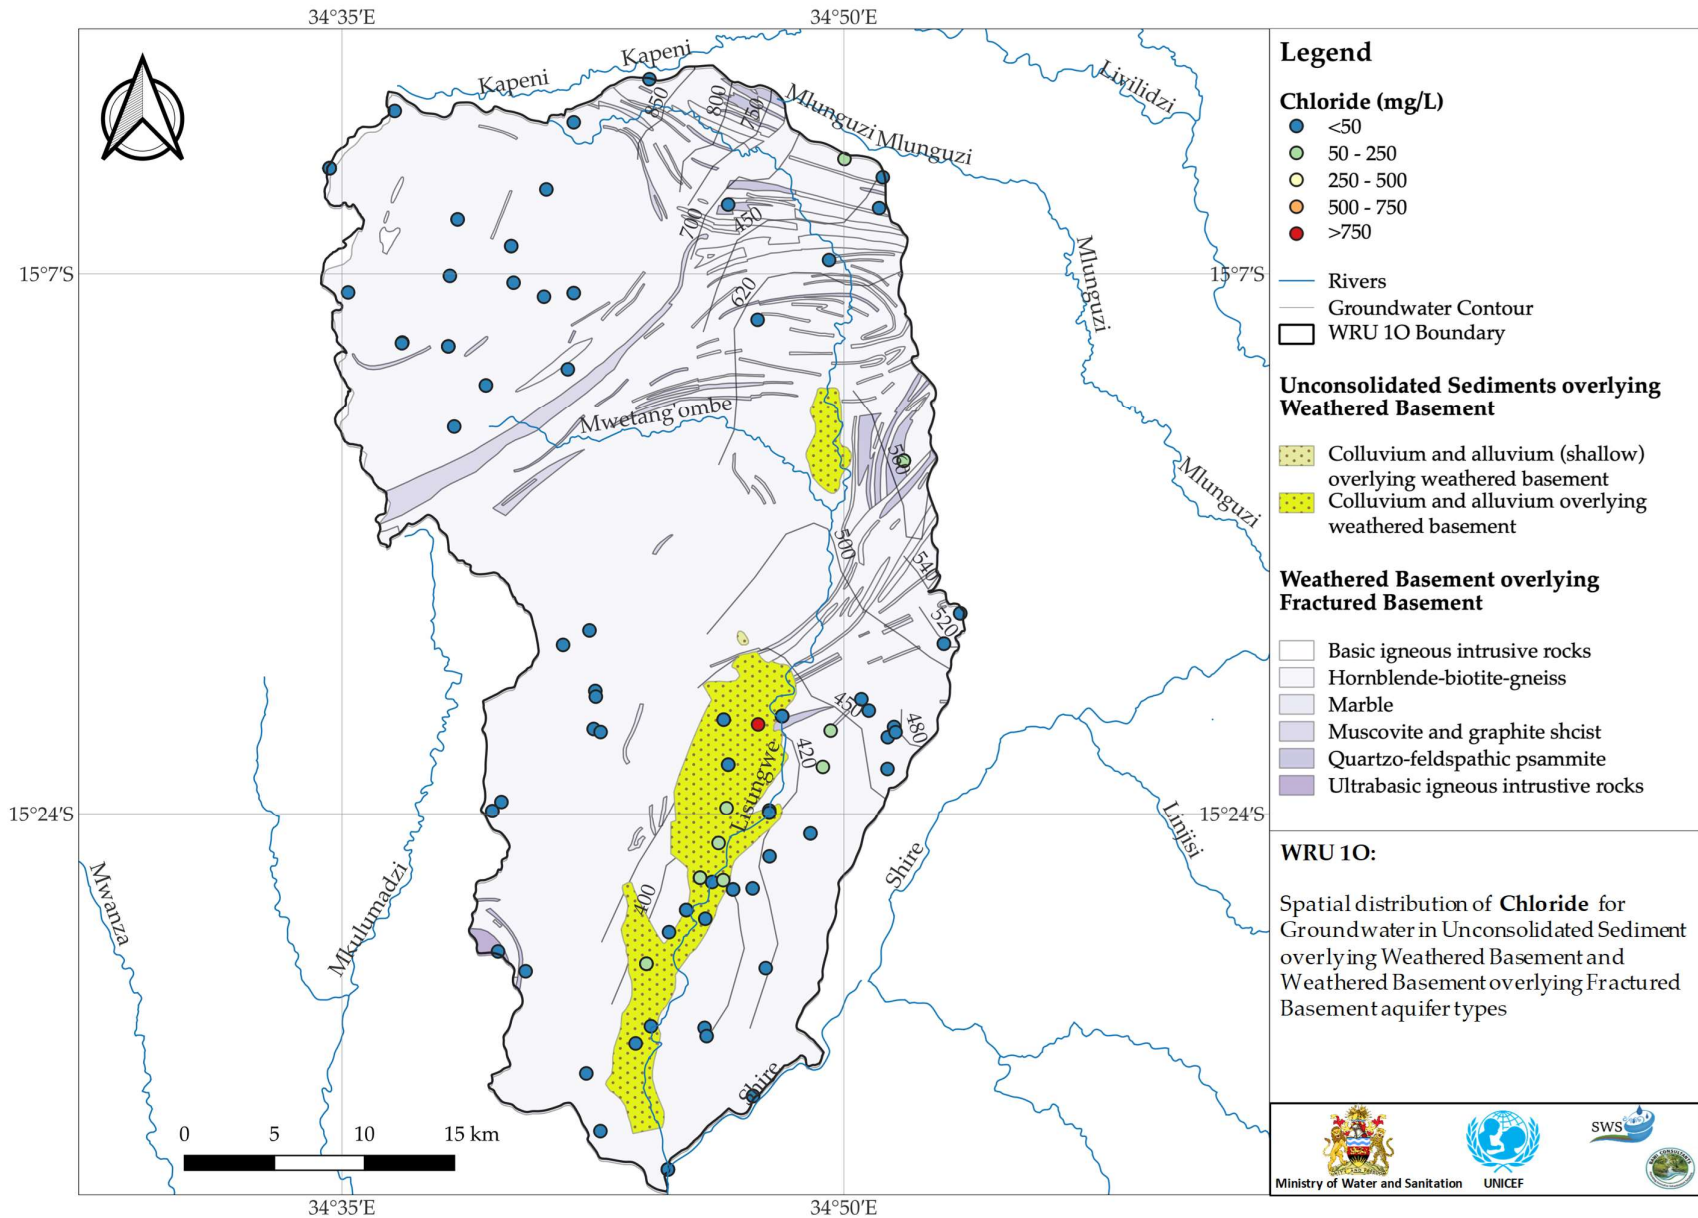 34°35'E
34°50'E
Kapeni
Kapeni
Livilidzi
850
800
750
Mlunguzi
Mlunguzi
Mlunguzi
700
450
15°7'S
15°7'S
620
Mwetang'ombe
560
Mlunguzi
500
540
520
450
480
420
Lisungwe
15°24'S
15°24'S
Linjisi
Shire
400
Mwanza
Mkulumadzi
Shire
0 5 10 15 km
34°35'E
34°50'E
Legend
Chloride (mg/L)
<50
50 - 250
250 - 500
500 - 750
>750
Rivers
Groundwater Contour
WRU 1O Boundary
Unconsolidated Sediments overlying
Weathered Basement
Colluvium and alluvium (shallow)
overlying weathered basement
Colluvium and alluvium overlying
weathered basement
Weathered Basement overlying
Fractured Basement
Basic igneous intrusive rocks
Hornblende-biotite-gneiss
Marble
Muscovite and graphite shcist
Quartzo-feldspathic psammite
Ultrabasic igneous intrustive rocks
WRU 1O:
Spatial distribution of Chloride for
Groundwater in Unconsolidated Sediment
overlying Weathered Basement and
Weathered Basement overlying Fractured
Basement aquifer types
Ministry of Water and Sanitation
UNICEF
SWS